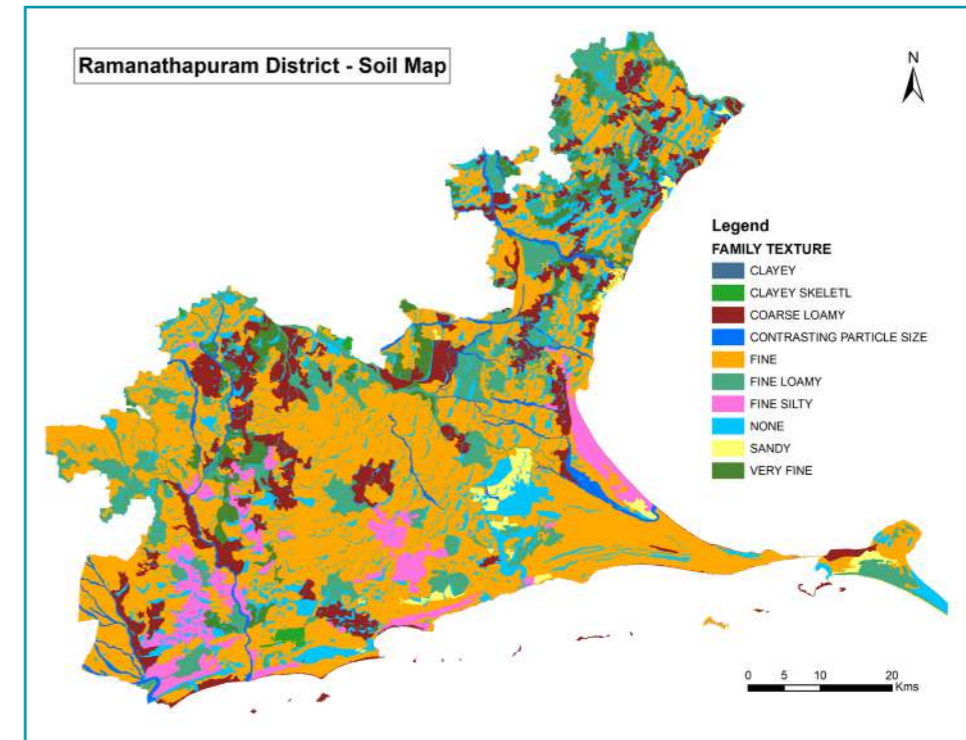 Ramanathapuram District - Soil Map
N
Legend
FAMILY TEXTURE
CLAYEY
CLAYEY SKELETL
COARSE LOAMY
CONTRASTING PARTICLE SIZE
FINE
FINE LOAMY
FINE SILTY
NONE
SANDY
VERY FINE
0 5 10 20
Kms